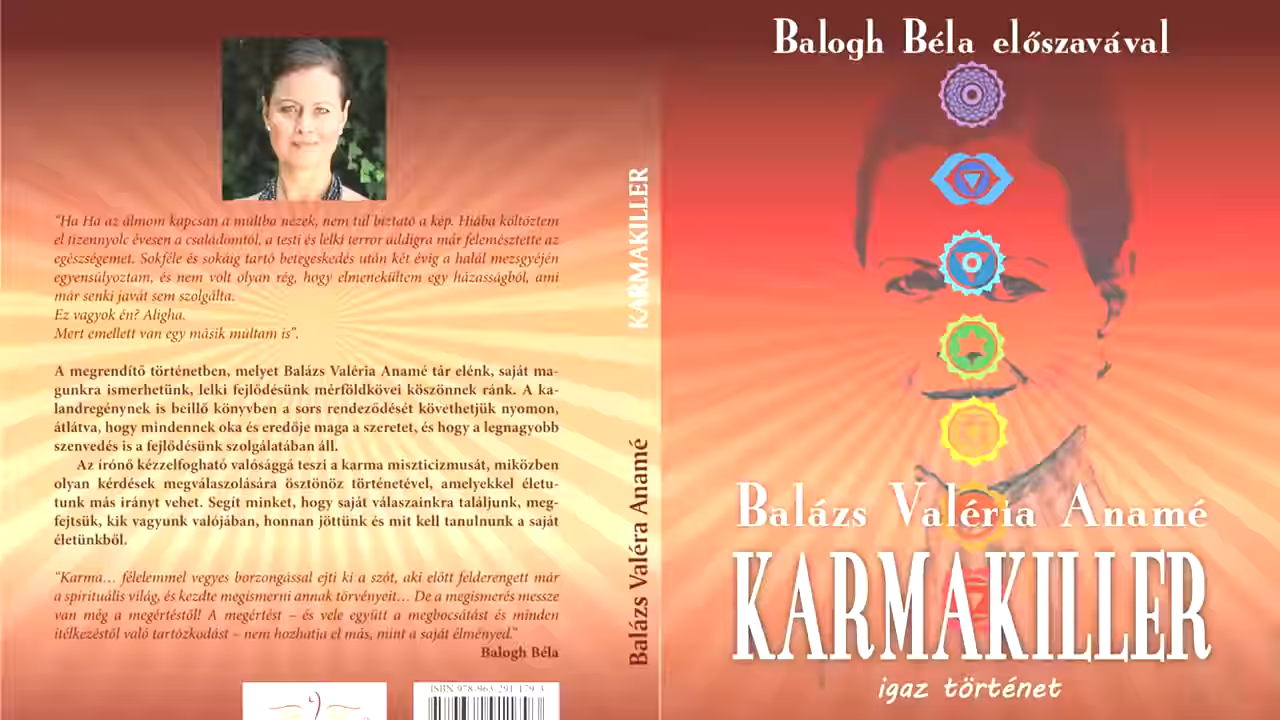 "Ha Ha az álmom kapcsán a múltba nézek, nem túl bíztató a kép. Hiába költöztem
el tizennyolc évesen a családomtól, a testi és lelki terror addigra már felemésztette az
egészségemet. Sokféle és sokáig tartó betegeskedés után két évig a halál mezsgyéjén
egyensúlyoztam, és nem volt olyan rég, hogy elmenekültem egy házasságból, ami
már senki javát sem szolgálta.
Ez vagyok én? Aligha.
Mert emellett van egy másik múltam is".
A megrendítő történetben, melyet Balázs Valéria Anamé tár elénk, saját ma-
gunkra ismerhetünk, lelki fejlődésünk mérföldkövei köszönnek ránk. A ka-
landregénynek is beillő könyvben a sors rendeződését követhetjük nyomon,
átlátva, hogy mindennek oka és eredője maga a szeretet, és hogy a legnagyobb
szenvedés is a fejlődésünk szolgálatában áll.
Az írónő kézzelfogható valósággá teszi a karma miszticizmusát, miközben
olyan kérdések megválaszolására ösztönöz történetével, amelyekkel életu-
tunk más irányt vehet. Segít minket, hogy saját válaszainkra találjunk, meg-
fejtsük, kik vagyunk valójában, honnan jöttünk és mit kell tanulnunk a saját
életünkből.
"Karma… félelemmel vegyes borzongással ejti ki a szót, aki előtt felderengett már
a spirituális világ, és kezdte megismerni annak törvényeit… De a megismerés messze
van még a megértéstől! A megértést – és vele együtt a megbocsátást és minden
ítélkezéstől való tartózkodást – nem hozhatja el más, mint a saját élményed."
Balogh Béla
ISBN 978-963-291-179-3
KARMAKILLER
Balázs Valéra Anamé
Balogh Béla előszavával
Balázs Valéria Anamé
KARMAKILLER
igaz történet